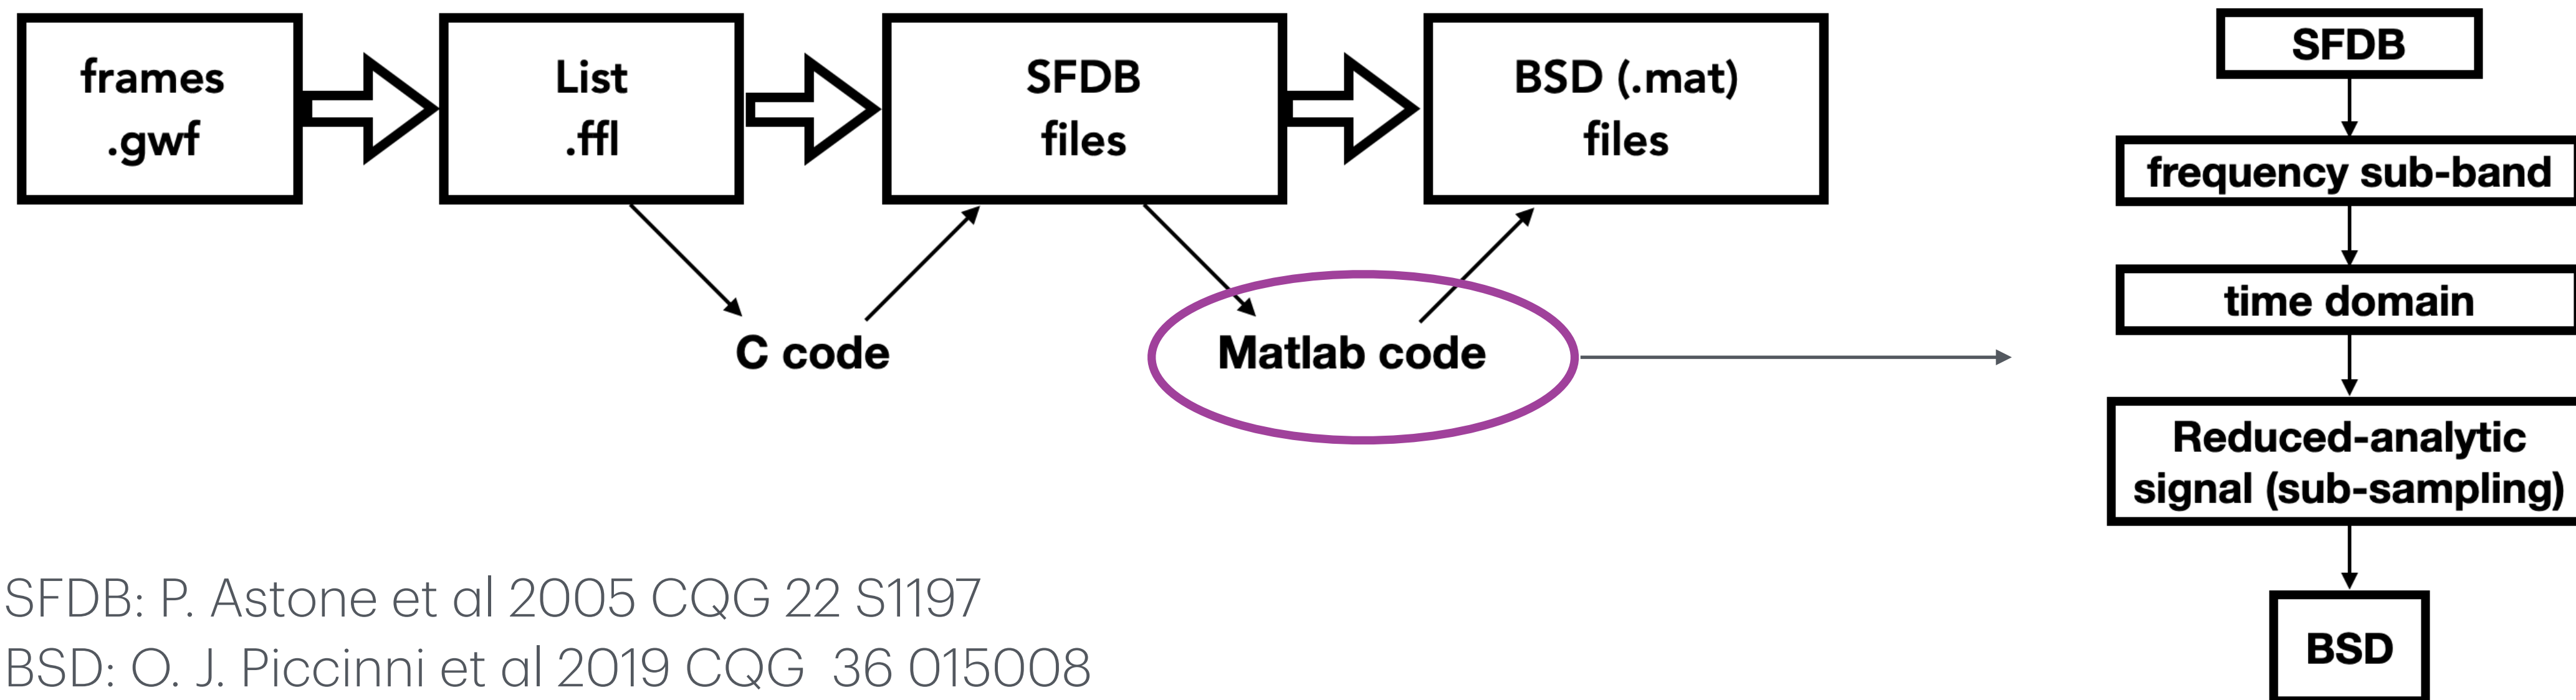 frames
.gwf
List
.ffl
SFDB
files
BSD (.mat)
files
C code
Matlab code
SFDB
frequency sub-band
time domain
Reduced-analytic
signal (sub-sampling)
BSD
SFDB: P. Astone et al 2005 CQG 22 S1197
BSD: O. J. Piccinni et al 2019 CQG 36 015008